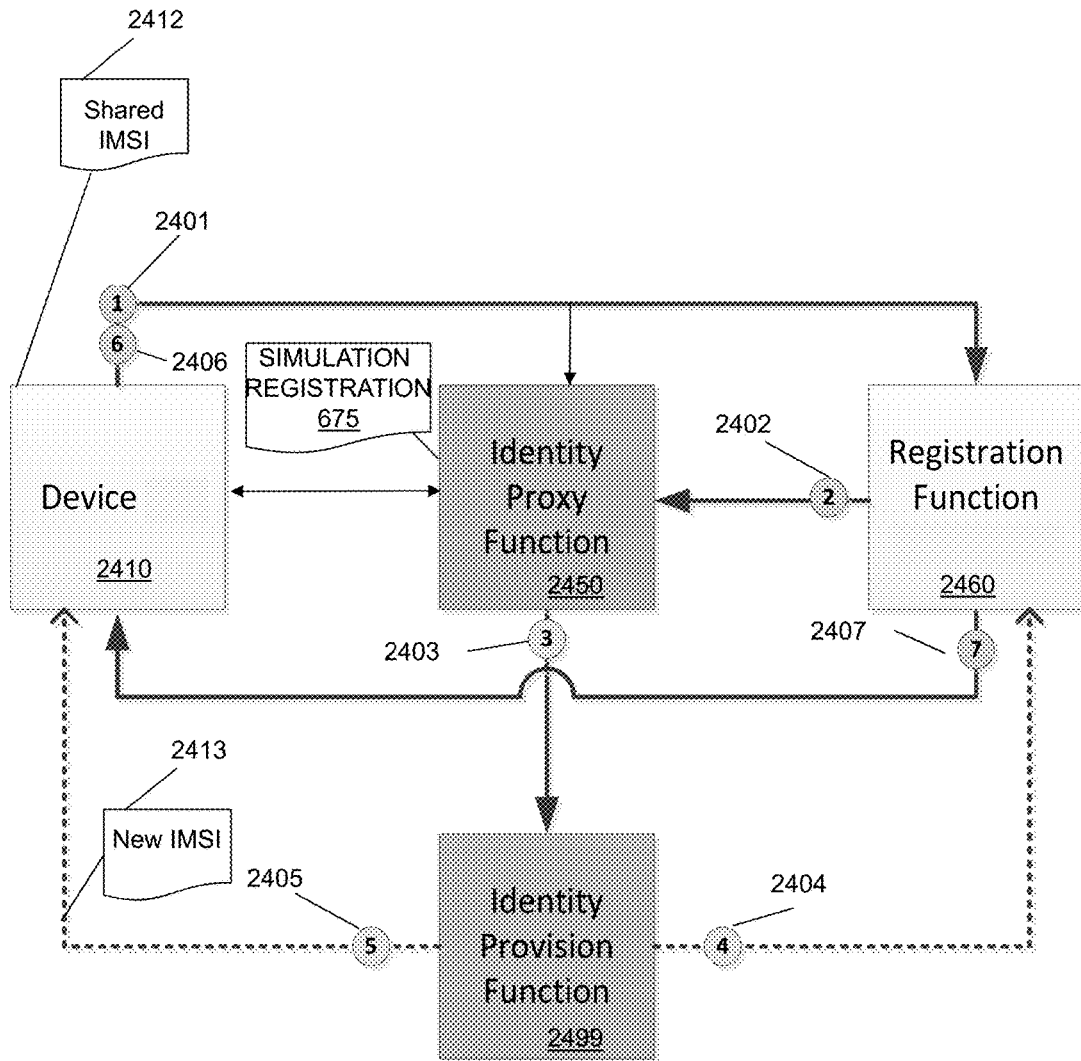 2412
Shared
IMSI
2401
1
6
2406
SIMULATION
REGISTRATION
675
2402
Device
2410
Identity
Proxy
Function
2450
2
Registration
Function
2460
2403
3
2407
7
2413
New IMSI
2405
5
Identity
Provision
Function
2499
2404
4